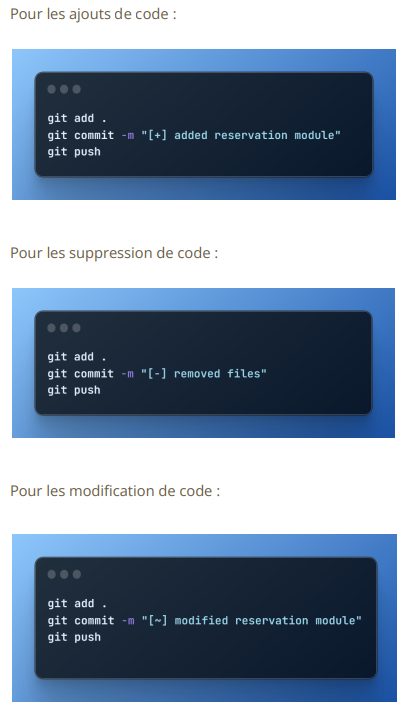 Pour les ajouts de code :
git add .
git commit -m "[+] added reservation module"
git push
Pour les suppression de code :
git add .
git commit -m "[-] removed files"
git push
Pour les modification de code :
git add .
git commit -m "[~] modified reservation module"
git push